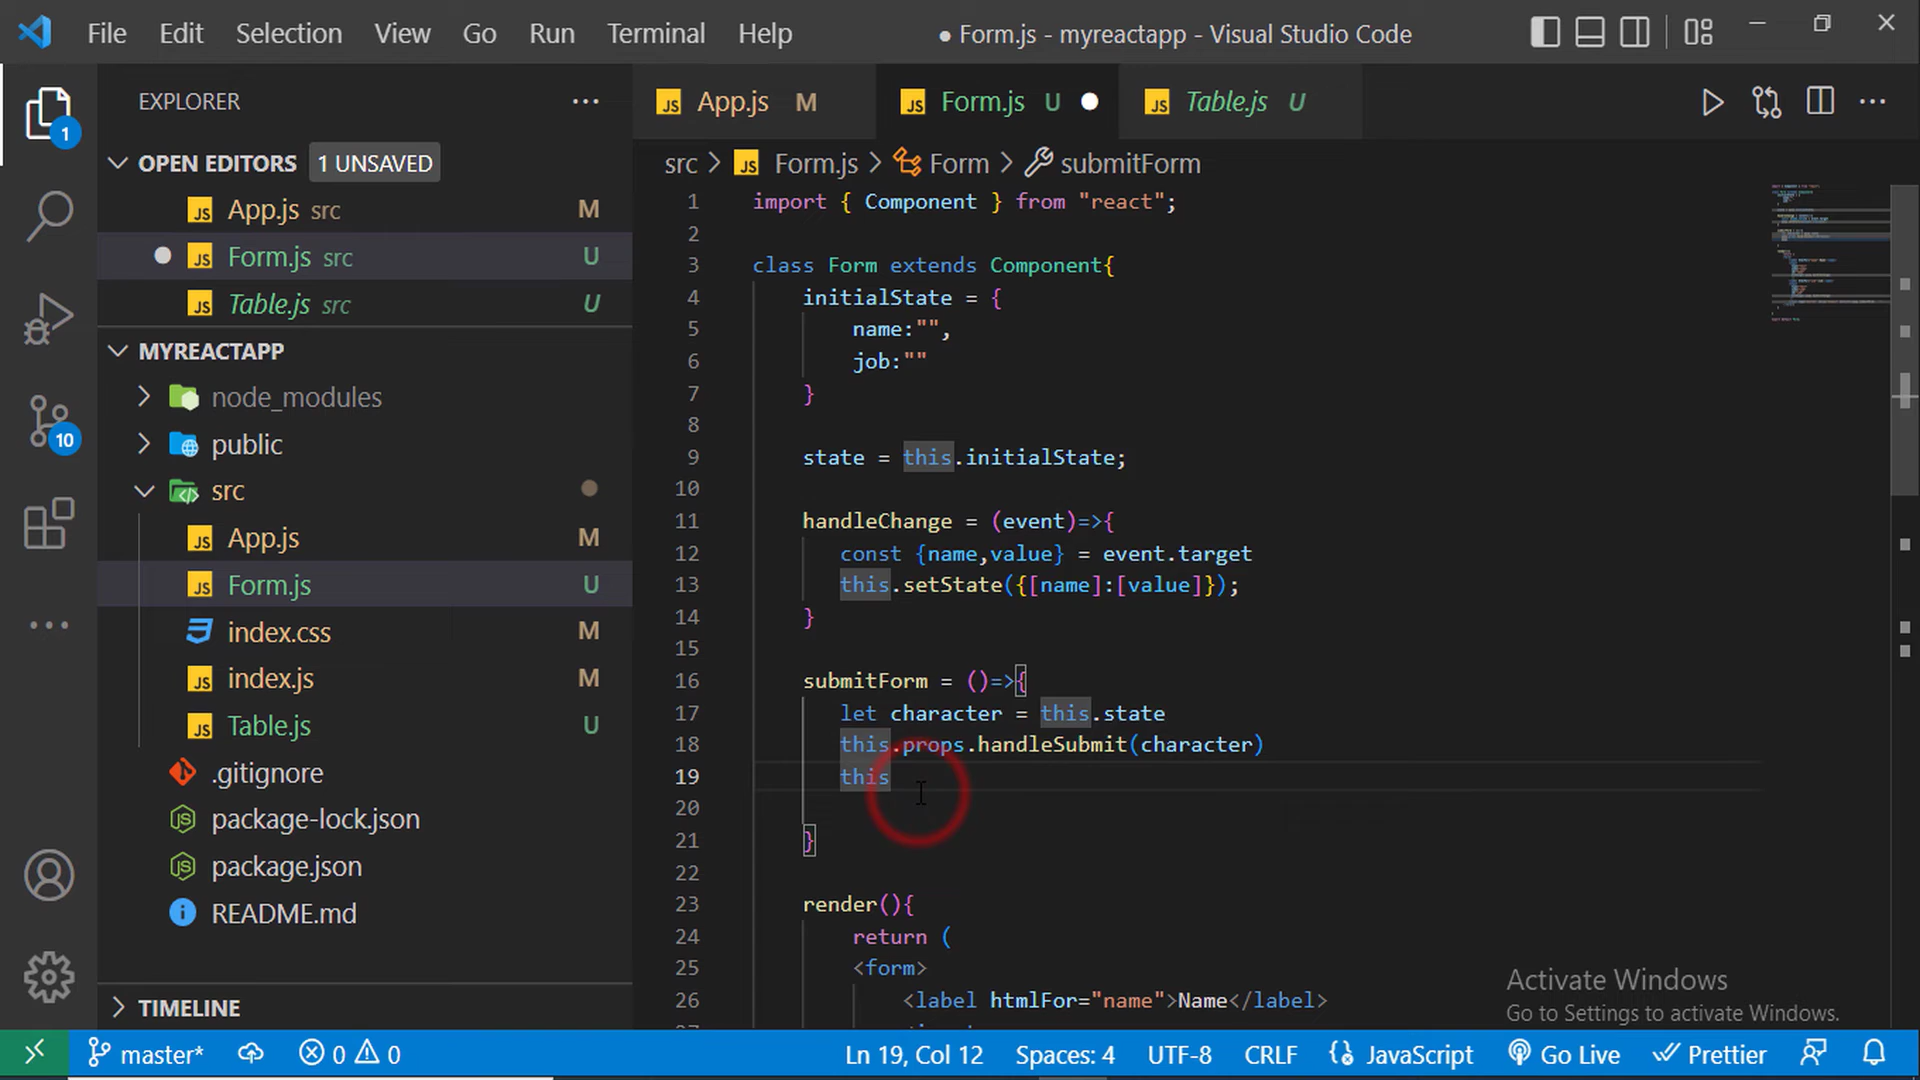 File Edit Selection View Go Run Terminal Help ● Form.js - myreactapp - Visual Studio Code
EXPLORER
1
OPEN EDITORS 1 UNSAVED
App.js src M
Form.js src U
Table.js src U
MYREACTAPP
node_modules
public
10
src
App.js M
Form.js U
index.css M
index.js M
Table.js U
.gitignore
package-lock.json
package.json
README.md
TIMELINE
App.js M Form.js U Table.js U
src > Form.js > Form > submitForm
1 import { Component } from "react";
2
3 class Form extends Component{
4 initialState = {
5 name:"",
6 job:""
7 }
8
9 state = this.initialState;
10
11 handleChange = (event)=>{
12 const {name,value} = event.target
13 this.setState({[name]:[value]});
14 }
15
16 submitForm = ()=>{
17 let character = this.state
18 this.props.handleSubmit(character)
19 this
20
21 }
22
23 render(){
24 return (
25 <form>
26 <label htmlFor="name">Name</label>
Activate Windows
Go to Settings to activate Windows.
master* 0 0 Ln 19, Col 12 Spaces: 4 UTF-8 CRLF JavaScript Go Live Prettier